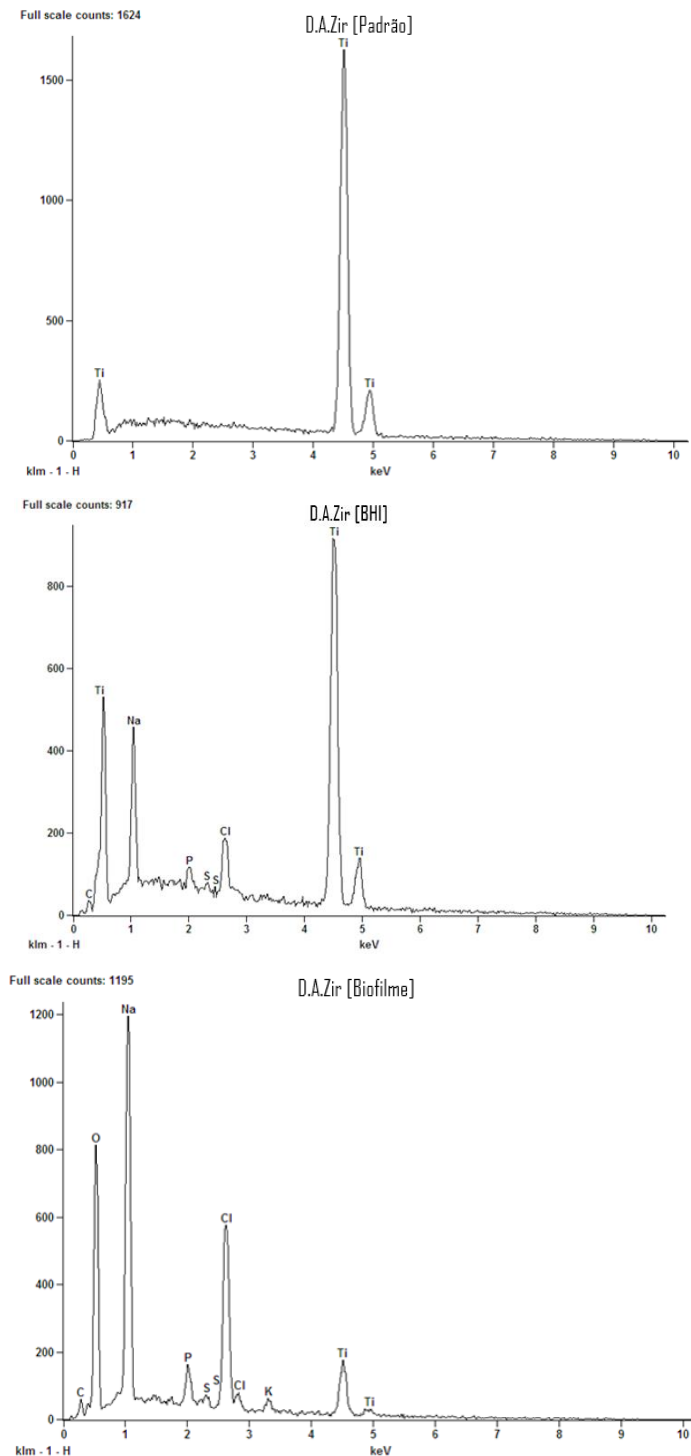 Full scale counts: 1624
D.A.Zir [Padrão]
Ti
1500
1000
500
Ti
Ti
0
0 1 2 3 4 5 6 7 8 9 10
klm - 1 - H
keV
Full scale counts: 917
D.A.Zir [BHI]
Ti
800
Ti
600
Na
400
200
Cl
Ti
P
S
S
C
0
0 1 2 3 4 5 6 7 8 9 10
klm - 1 - H
keV
Full scale counts: 1195
D.A.Zir [Biofilme]
Na
1200
1000
O
800
600
Cl
400
Ti
200
P
C
S
S
Cl
K
Ti
0
0 1 2 3 4 5 6 7 8 9 10
klm - 1 - H
keV